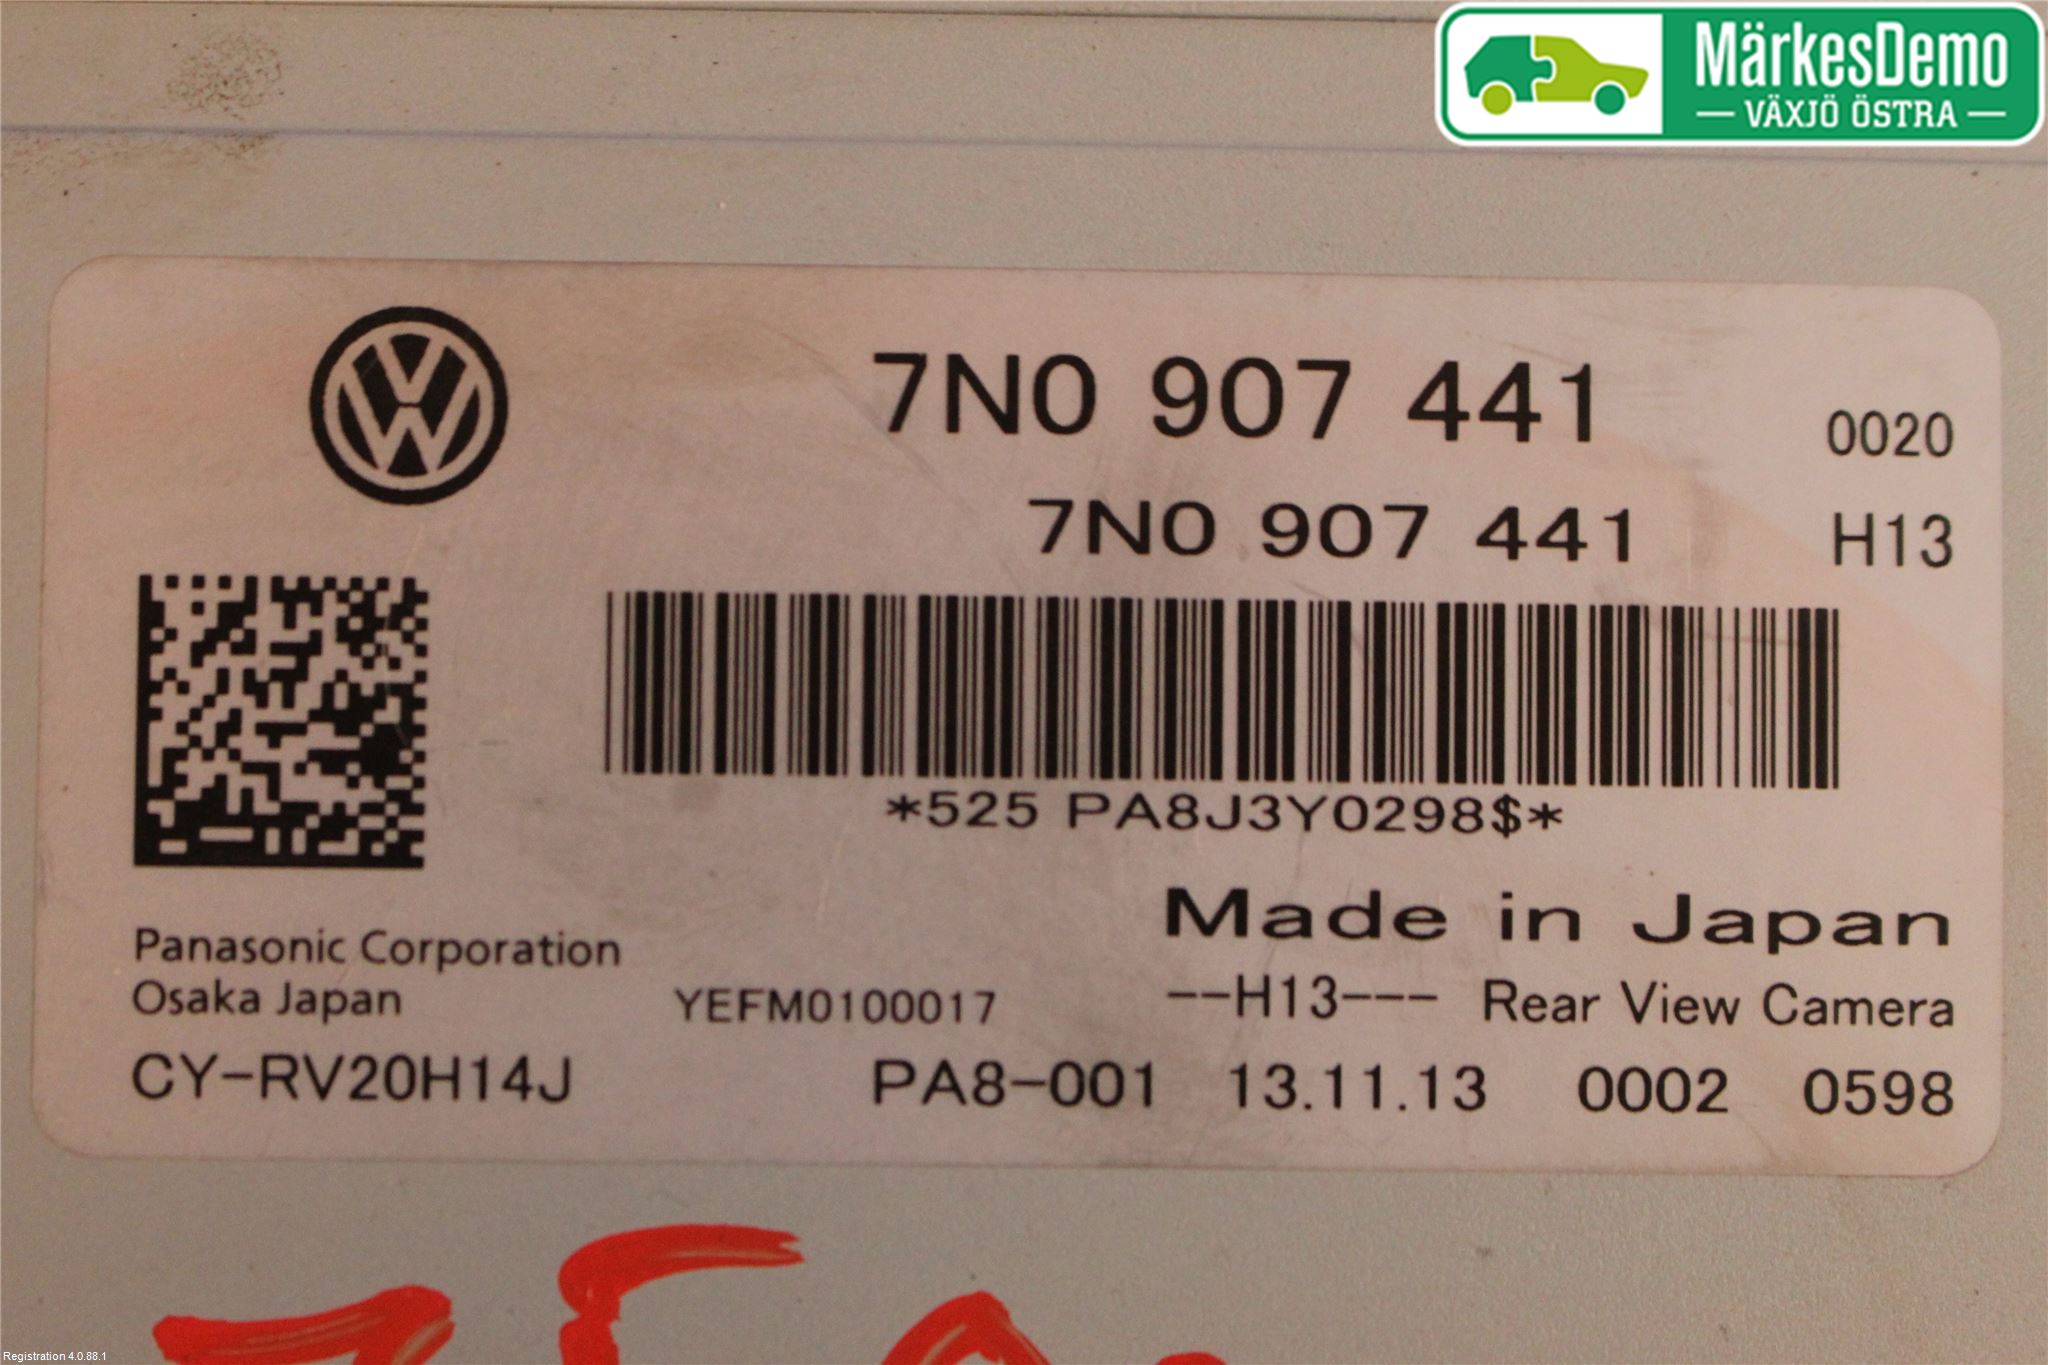 MärkesDemo
— VÄXJÖ ÖSTRA —
7N0 907 441 0020
7N0 907 441 H13
*525 PA8J3Y0298$*
Made in Japan
Panasonic Corporation
Osaka Japan YEFM0100017 --H13--- Rear View Camera
CY-RV20H14J PA8-001 13.11.13 0002 0598
Registration 4.0.88.1